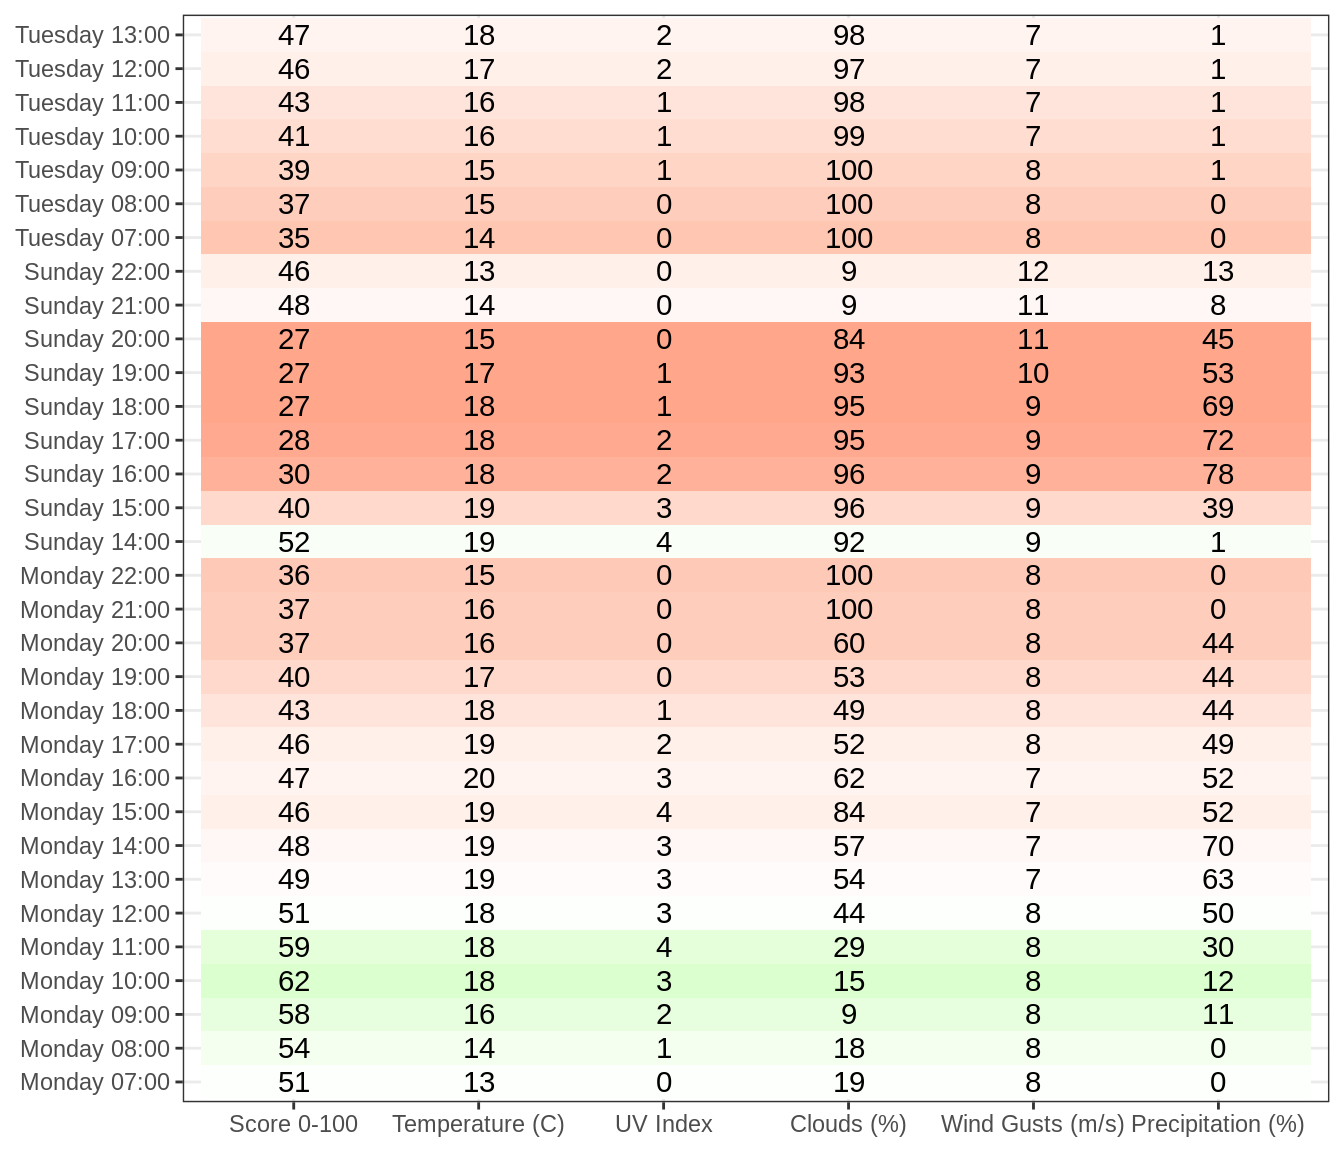 Tuesday 13:00 47 18 2 98 7 1
Tuesday 12:00 46 17 2 97 7 1
Tuesday 11:00 43 16 1 98 7 1
Tuesday 10:00 41 16 1 99 7 1
Tuesday 09:00 39 15 1 100 8 1
Tuesday 08:00 37 15 0 100 8 0
Tuesday 07:00 35 14 0 100 8 0
Sunday 22:00 46 13 0 9 12 13
Sunday 21:00 48 14 0 9 11 8
Sunday 20:00 27 15 0 84 11 45
Sunday 19:00 27 17 1 93 10 53
Sunday 18:00 27 18 1 95 9 69
Sunday 17:00 28 18 2 95 9 72
Sunday 16:00 30 18 2 96 9 78
Sunday 15:00 40 19 3 96 9 39
Sunday 14:00 52 19 4 92 9 1
Monday 22:00 36 15 0 100 8 0
Monday 21:00 37 16 0 100 8 0
Monday 20:00 37 16 0 60 8 44
Monday 19:00 40 17 0 53 8 44
Monday 18:00 43 18 1 49 8 44
Monday 17:00 46 19 2 52 8 49
Monday 16:00 47 20 3 62 7 52
Monday 15:00 46 19 4 84 7 52
Monday 14:00 48 19 3 57 7 70
Monday 13:00 49 19 3 54 7 63
Monday 12:00 51 18 3 44 8 50
Monday 11:00 59 18 4 29 8 30
Monday 10:00 62 18 3 15 8 12
Monday 09:00 58 16 2 9 8 11
Monday 08:00 54 14 1 18 8 0
Monday 07:00 51 13 0 19 8 0
Score 0-100 Temperature (C) UV Index Clouds (%) Wind Gusts (m/s) Precipitation (%)